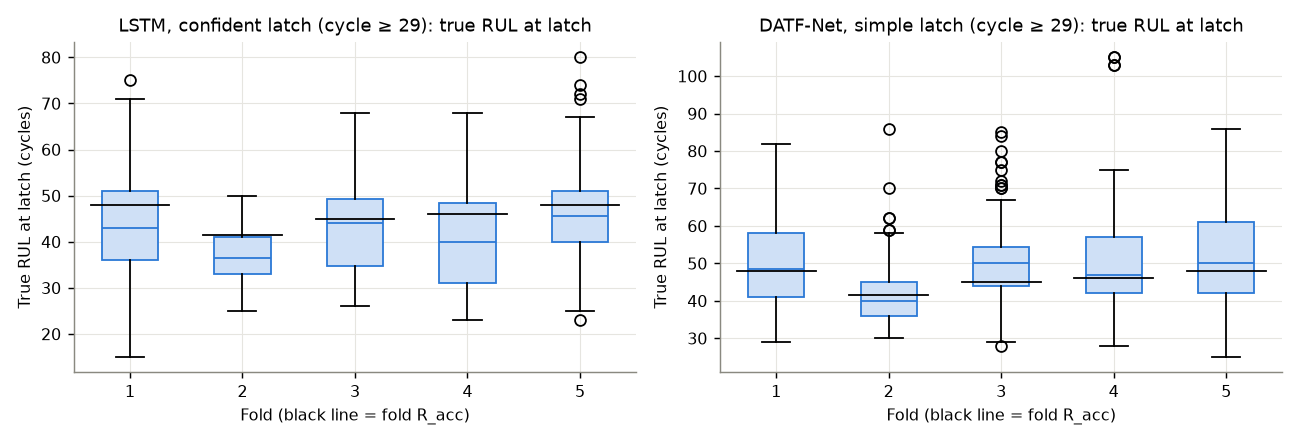 LSTM, confident latch (cycle ≥ 29): true RUL at latch
True RUL at latch (cycles)
80
70
60
50
40
30
20
1 2 3 4 5
Fold (black line = fold R_acc)
DATF-Net, simple latch (cycle ≥ 29): true RUL at latch
True RUL at latch (cycles)
100
90
80
70
60
50
40
30
1 2 3 4 5
Fold (black line = fold R_acc)